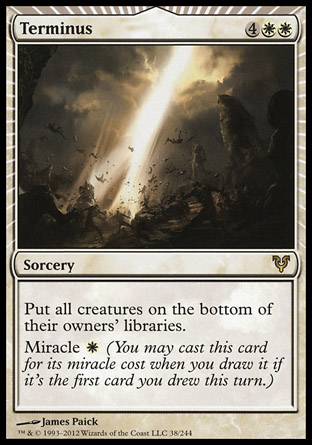 Terminus 4
Sorcery
Put all creatures on the bottom of
their owners' libraries.
Miracle (You may cast this card
for its miracle cost when you draw it if
it's the first card you drew this turn.)
James Paick
™ & © 1993–2012 Wizards of the Coast LLC 38/244